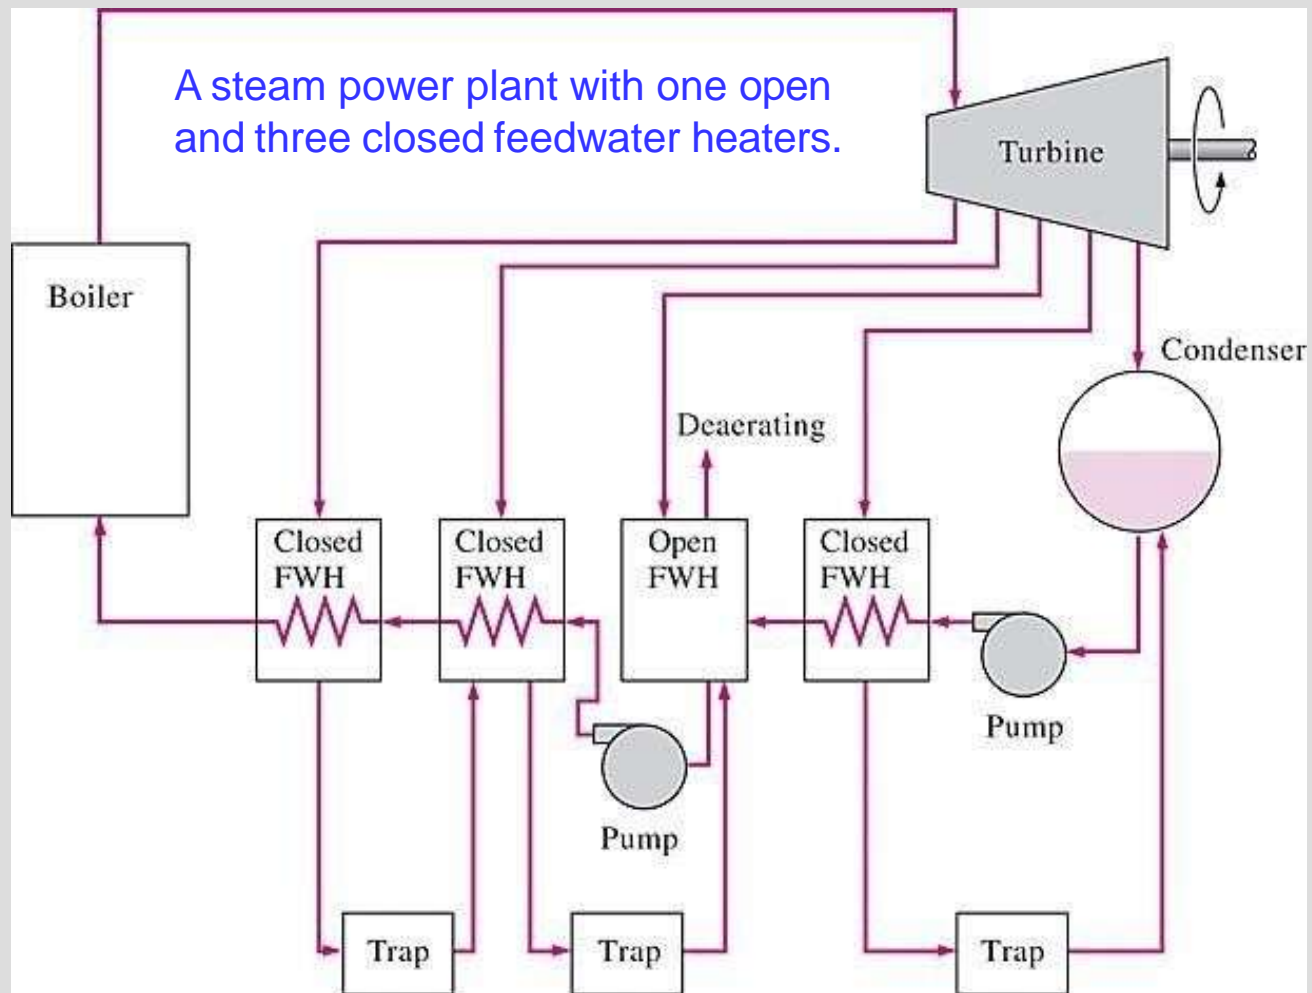 A steam power plant with one open
and three closed feedwater heaters.
Turbine
Boiler
Condenser
Deaerating
Closed
FWH
Closed
FWH
Open
FWH
Closed
FWH
Pump
Pump
Trap
Trap
Trap